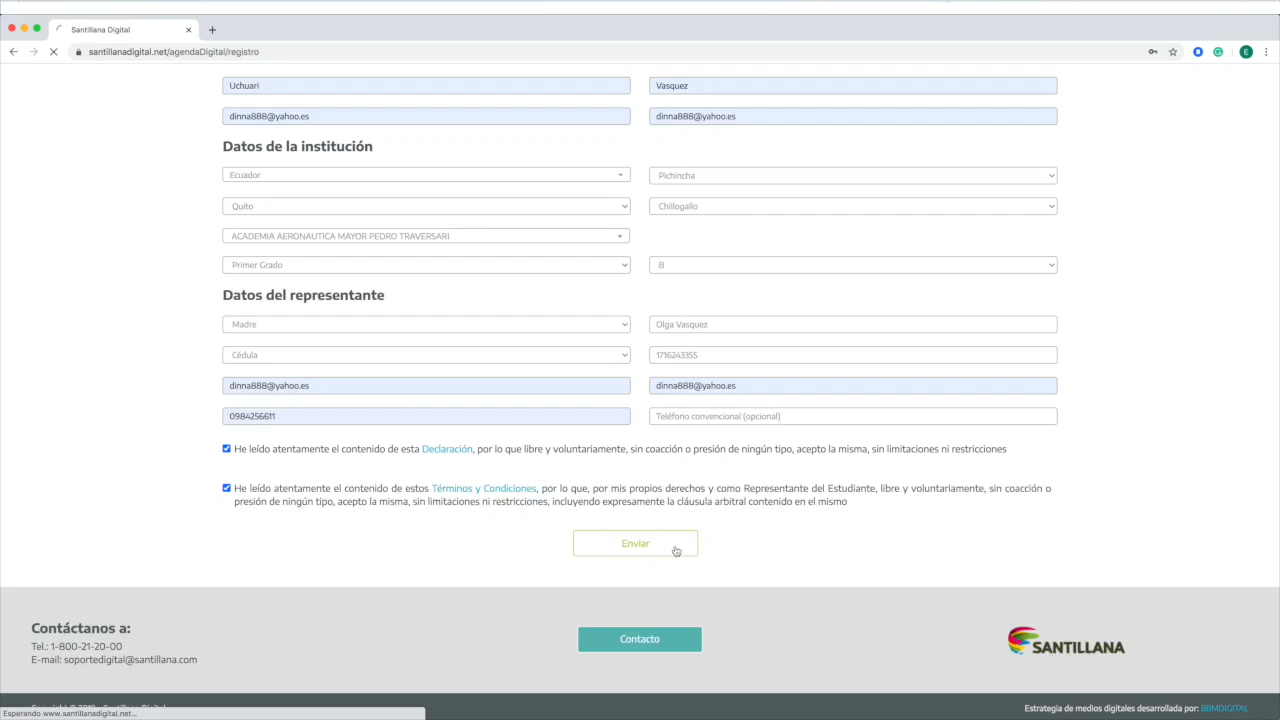 Santillana Digital
santillanadigital.net/agendaDigital/registro
E
Uchuari
Vasquez
dinna888@yahoo.es
dinna888@yahoo.es
Datos de la institución
Ecuador
Pichincha
Quito
Chillogallo
ACADEMIA AERONAUTICA MAYOR PEDRO TRAVERSARI
Primer Grado
B
Datos del representante
Madre
Olga Vasquez
Cédula
1716243355
dinna888@yahoo.es
dinna888@yahoo.es
0984256611
Teléfono convencional (opcional)
He leído atentamente el contenido de esta Declaración, por lo que libre y voluntariamente, sin coacción o presión de ningún tipo, acepto la misma, sin limitaciones ni restricciones
He leído atentamente el contenido de estos Términos y Condiciones, por lo que, por mis propios derechos y como Representante del Estudiante, libre y voluntariamente, sin coacción o
presión de ningún tipo, acepto la misma, sin limitaciones ni restricciones, incluyendo expresamente la cláusula arbitral contenido en el mismo
Enviar
Contáctanos a:
Tel.: 1-800-21-20-00
E-mail: soportedigital@santillana.com
Contacto
SANTILLANA
Esperando www.santillanadigital.net...
Estrategia de medios digitales desarrollada por: BBMDIGITAL